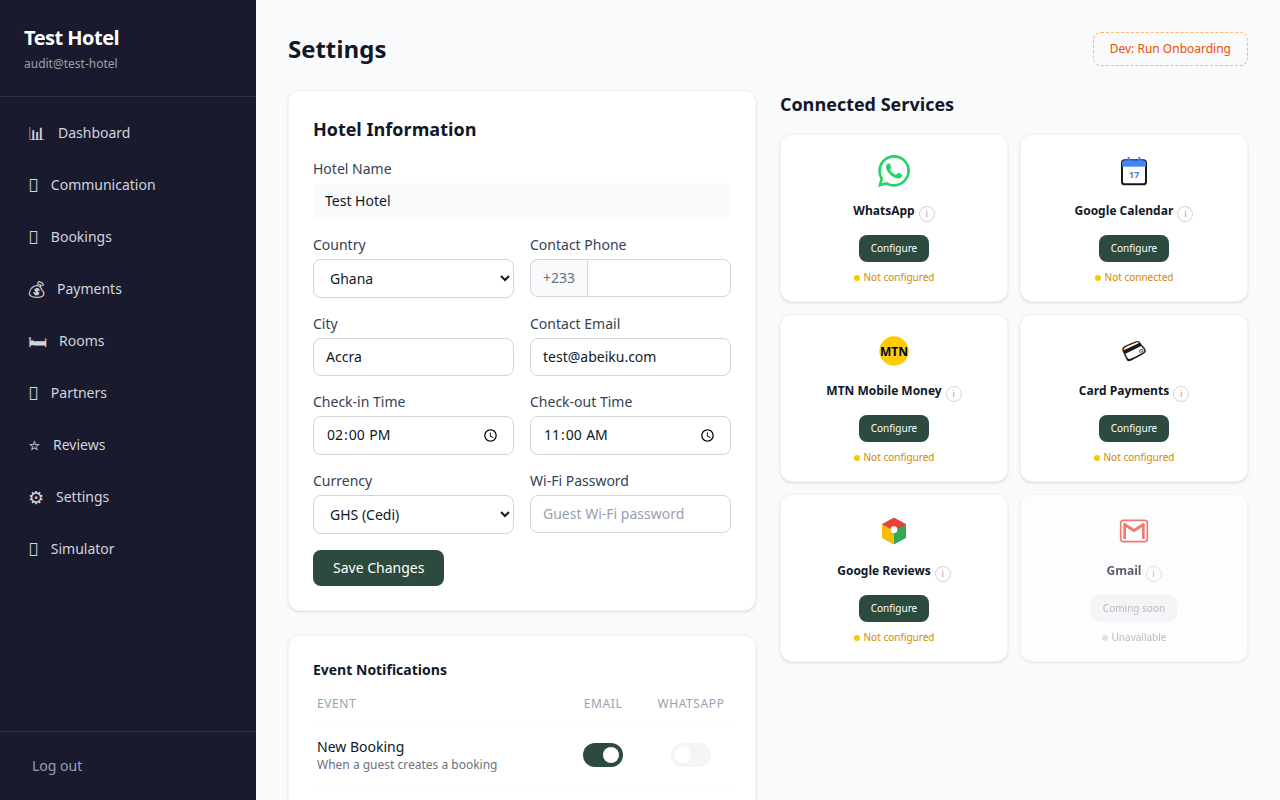 Test Hotel
audit@test-hotel
Dashboard
Communication
Bookings
Payments
Rooms
Partners
Reviews
Settings
Simulator
Log out
Settings
Dev: Run Onboarding
Hotel Information
Hotel Name
Test Hotel
Country
Contact Phone
Ghana
+233
City
Contact Email
Accra
test@abeiku.com
Check-in Time
Check-out Time
02:00 PM
11:00 AM
Currency
Wi-Fi Password
GHS (Cedi)
Guest Wi-Fi password
Save Changes
Event Notifications
EVENT EMAIL WHATSAPP
New Booking
When a guest creates a booking
Connected Services
WhatsApp i
Configure
Not configured
17
Google Calendar i
Configure
Not connected
MTN
MTN Mobile Money i
Configure
Not configured
Card Payments i
Configure
Not configured
Google Reviews i
Configure
Not configured
Gmail i
Coming soon
Unavailable